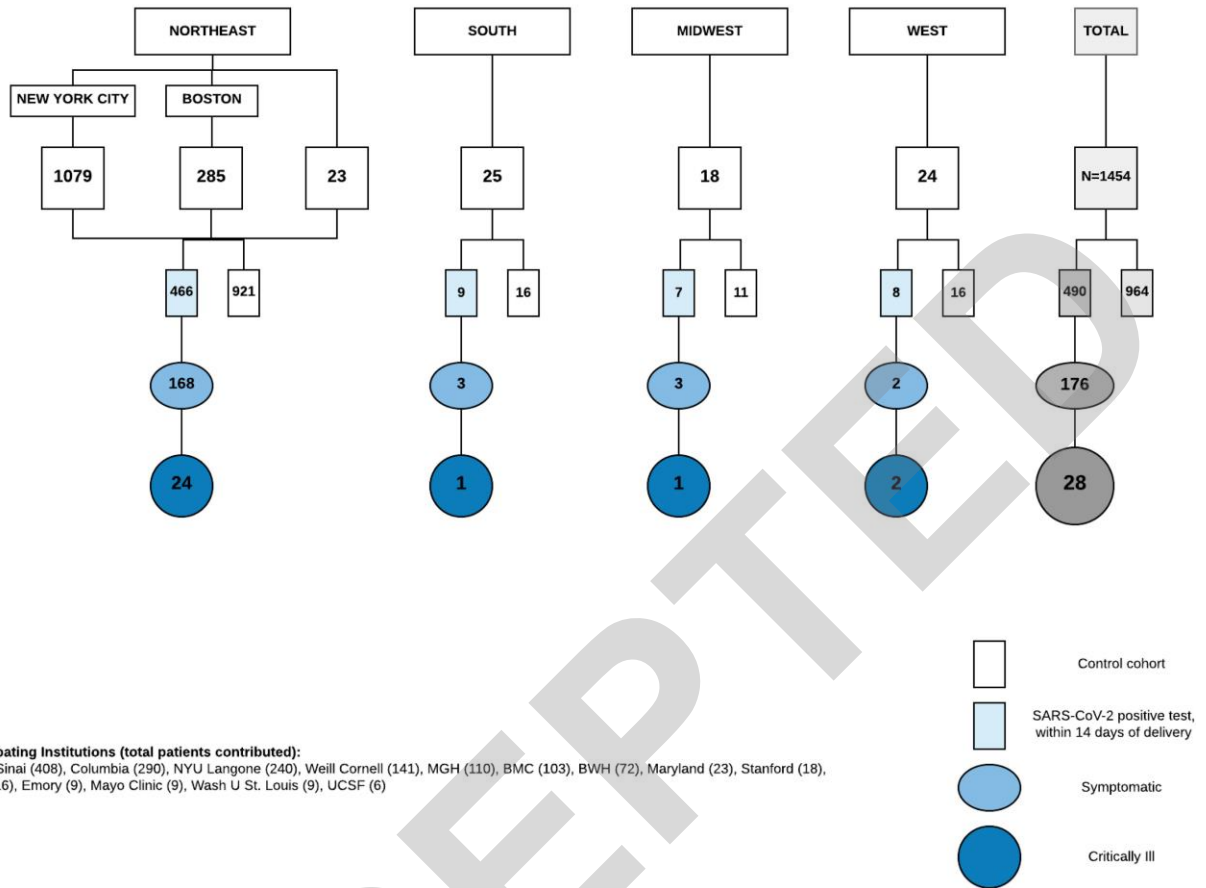 NORTHEAST SOUTH MIDWEST WEST TOTAL
NEW YORK CITY BOSTON
1079 285 23 25 18 24 N=1454
466 921 9 16 7 11 8 16 490 964
168 3 3 2 176
24 1 1 2 28
Control cohort
SARS-CoV-2 positive test,
within 14 days of delivery
Symptomatic
Critically Ill
Institutions (total patients contributed):
Sinai (408), Columbia (290), NYU Langone (240), Weill Cornell (141), MGH (110), BMC (103), BWH (72), Maryland (23), Stanford (18),
Emory (9), Mayo Clinic (9), Wash U St. Louis (9), UCSF (6)
EPTED